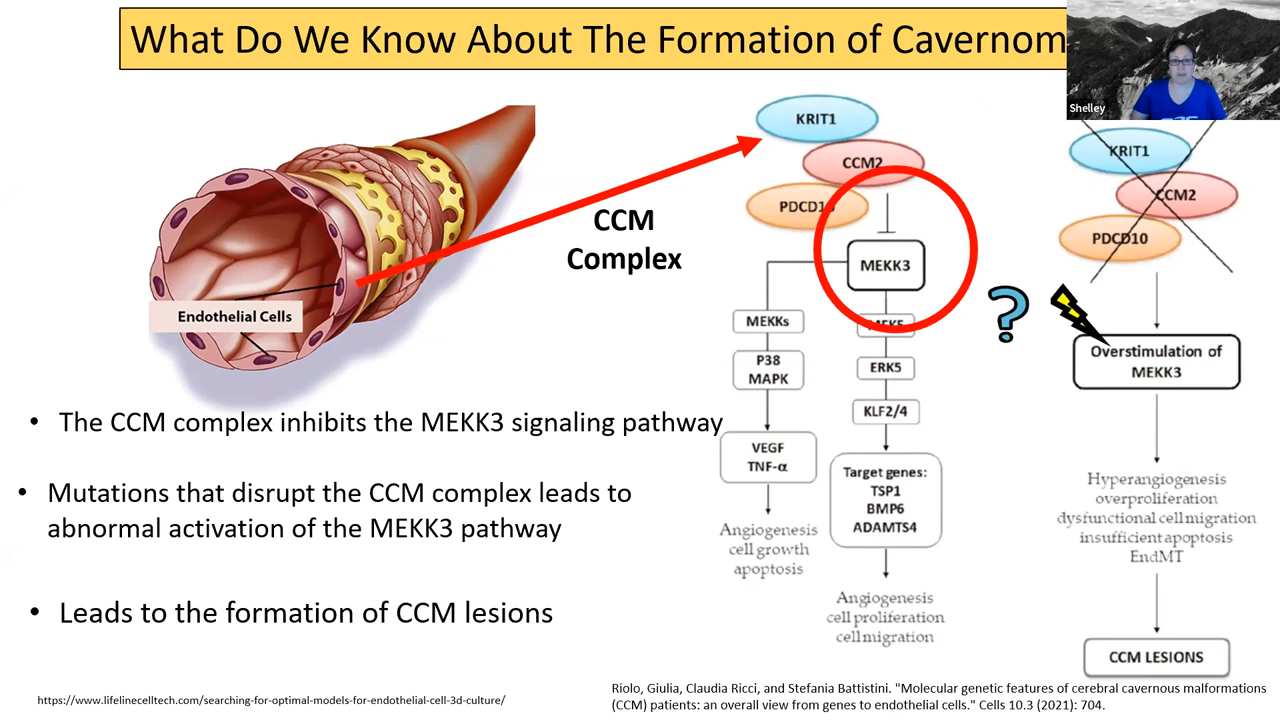 What Do We Know About The Formation of Cavernom
Shelley
KRIT1
CCM2
PDCD10
MEKK3
CCM
Complex
Endothelial Cells
MEKKs
P38
MAPK
VEGF
TNF-α
Angiogenesis
cell growth
apoptosis
MEK5
ERK5
KLF2/4
Target genes:
TSP1
BMP6
ADAMTS4
Angiogenesis
cell proliferation
cell migration
?
KRIT1
CCM2
PDCD10
Overstimulation of
MEKK3
Hyperangiogenesis
overproliferation
dysfunctional cell migration
insufficient apoptosis
EndMT
CCM LESIONS
• The CCM complex inhibits the MEKK3 signaling pathway
• Mutations that disrupt the CCM complex leads to
abnormal activation of the MEKK3 pathway
• Leads to the formation of CCM lesions
https://www.lifelinecelltech.com/searching-for-optimal-models-for-endothelial-cell-3d-culture/
Riolo, Giulia, Claudia Ricci, and Stefania Battistini. "Molecular genetic features of cerebral cavernous malformations
(CCM) patients: an overall view from genes to endothelial cells." Cells 10.3 (2021): 704.